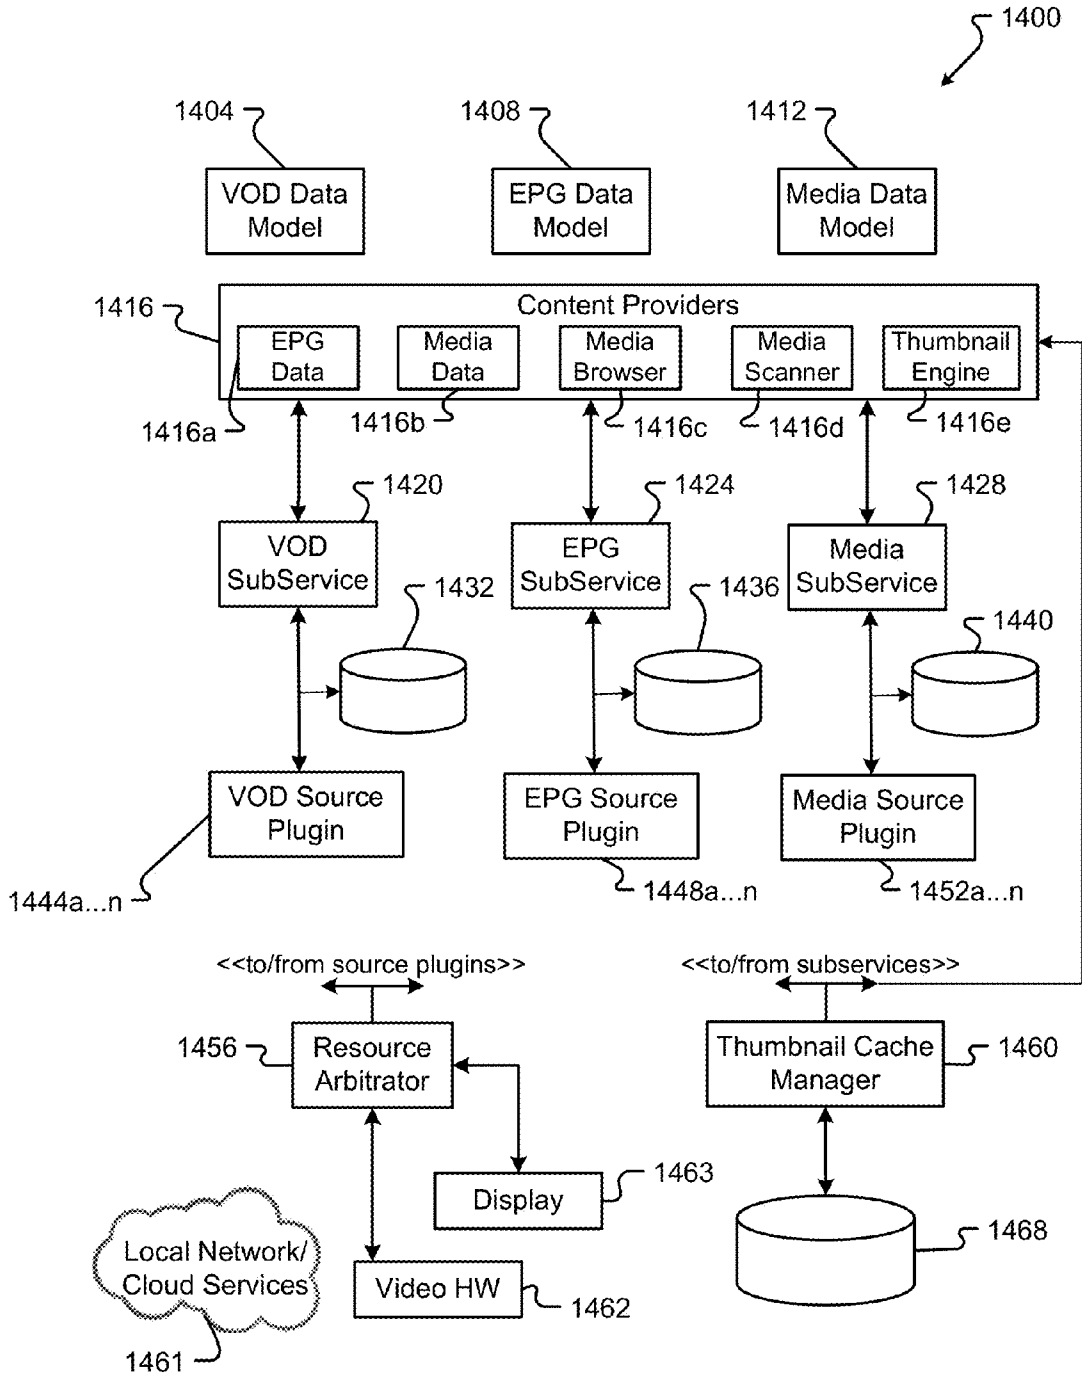 1400
1404
1408
1412
VOD Data
Model
EPG Data
Model
Media Data
Model
1416
Content Providers
EPG
Data
Media
Data
Media
Browser
Media
Scanner
Thumbnail
Engine
1416a
1416b
1416c
1416d
1416e
1420
1424
1428
VOD
SubService
EPG
SubService
Media
SubService
1432
1436
1440
VOD Source
Plugin
EPG Source
Plugin
Media Source
Plugin
1444a...n
1448a...n
1452a...n
<<to/from source plugins>>
<<to/from subservices>>
1456
Resource
Arbitrator
Thumbnail Cache
Manager
1460
Display
1463
Local Network/
Cloud Services
1461
Video HW
1462
1468